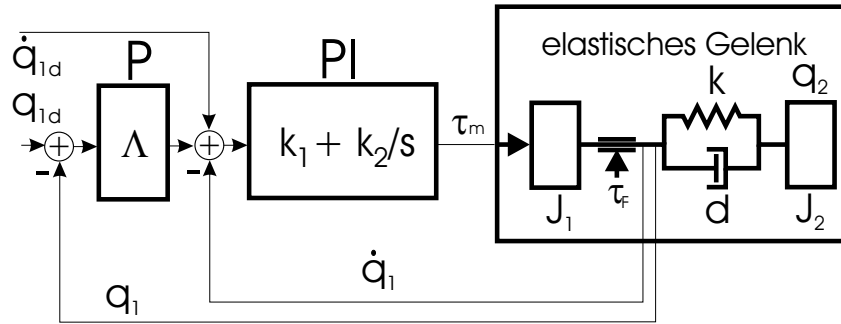 elastisches Gelenk
q̇₁d
P
PI
k
q₂
q₁d
Λ
k₁ + k₂/s
τm
+
+
-
-
τF
J₁
d
J₂
q̇₁
q₁